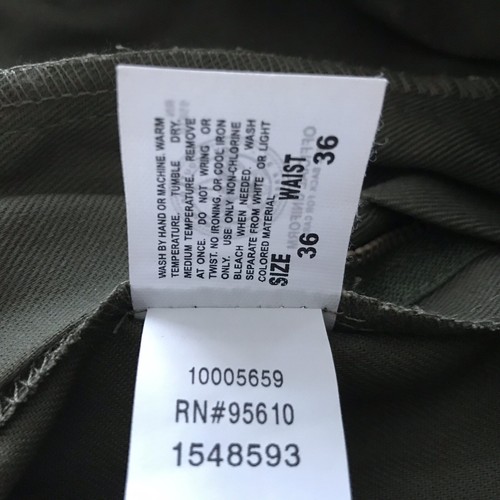 WASH BY HAND OR MACHINE. WARM
TEMPERATURE. TUMBLE DRY.
MEDIUM TEMPERATURE. REMOVE
AT ONCE. DO NOT WRING OR
TWIST. NO IRONING, OR COOL IRON
ONLY. USE ONLY NON-CHLORINE
BLEACH WHEN NEEDED. WASH
SEPARATE FROM WHITE OR LIGHT
COLORED MATERIAL
SIZE WAIST
36 36
10005659
RN#95610
1548593